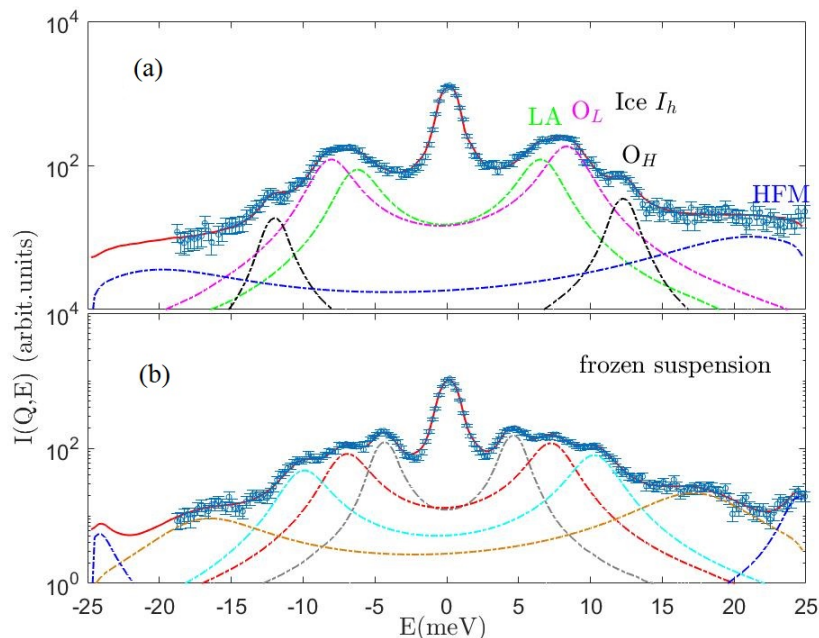 10^4
(a)
Ice I_h
LA O_L
O_H
10^2
HFM
10^4
(b)
frozen suspension
10^2
10^0
I(Q,E) (arbit.units)
-25 -20 -15 -10 -5 0 5 10 15 20 25
E(meV)